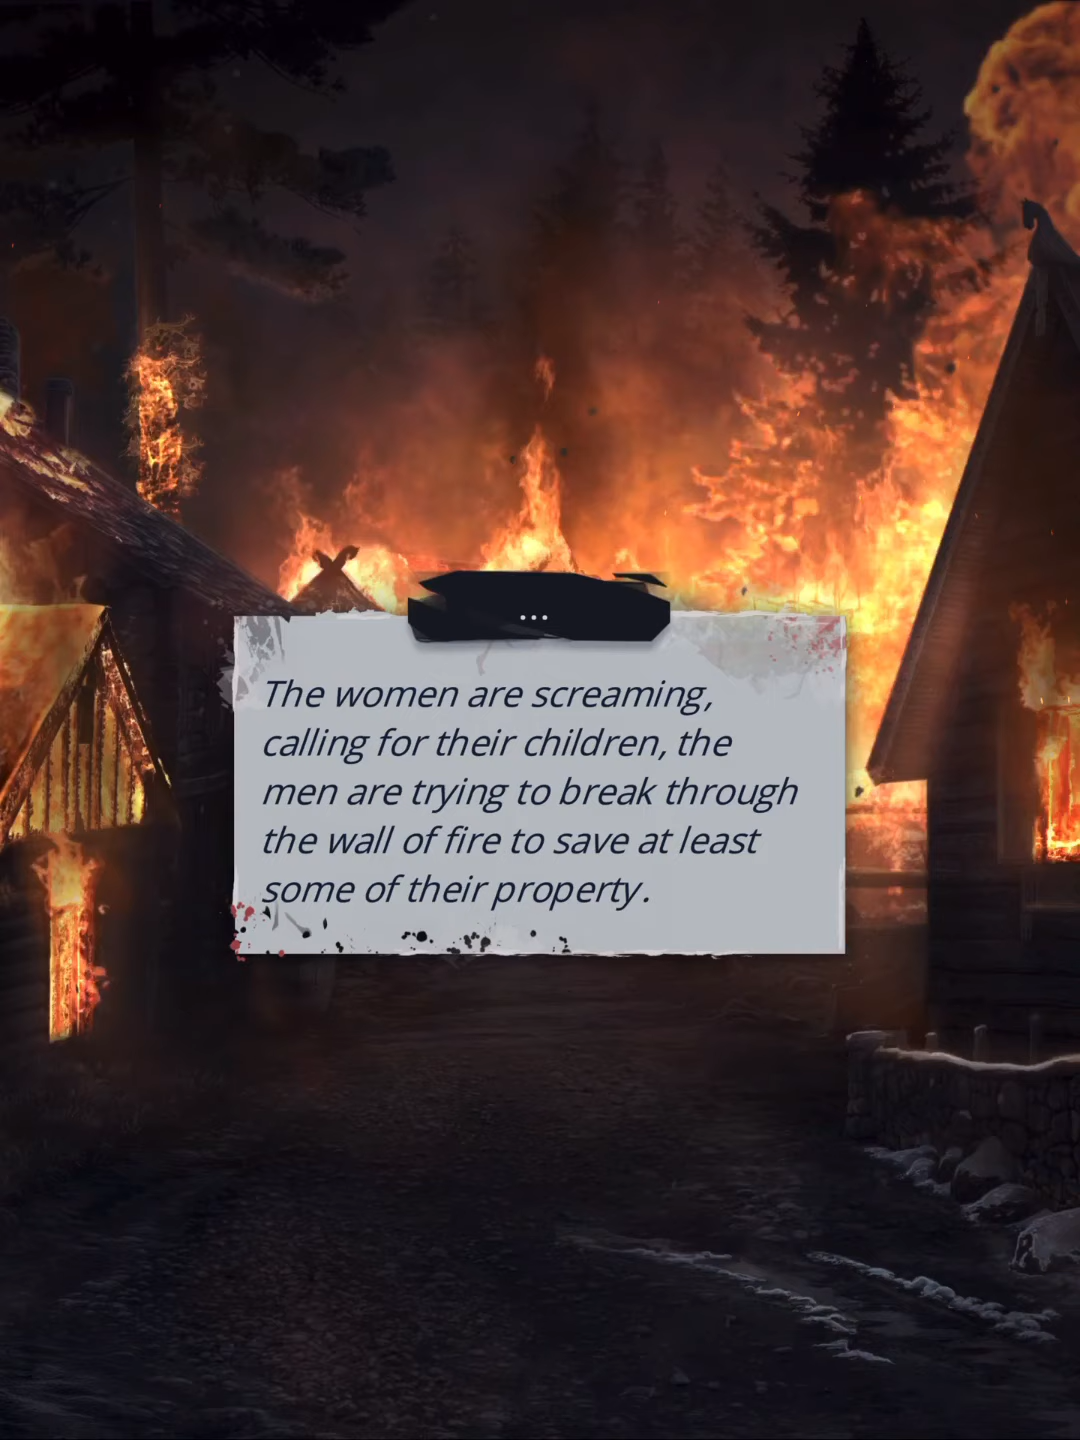 ...
The women are screaming,
calling for their children, the
men are trying to break through
the wall of fire to save at least
some of their property.